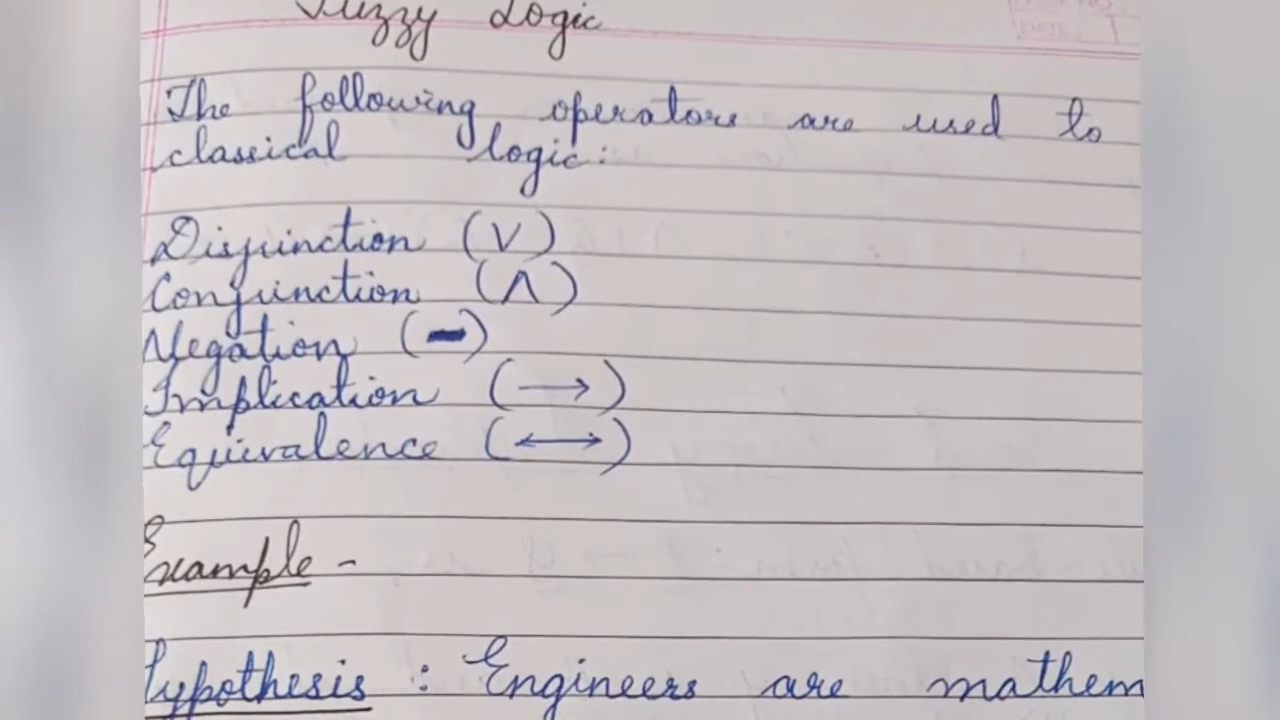 Fuzzy Logic
The following operators are used to
classical logic:
Disjunction (∨)
Conjunction (∧)
Negation (-)
Implication (→)
Equivalence (↔)
Example -
Hypothesis : Engineers are mathem